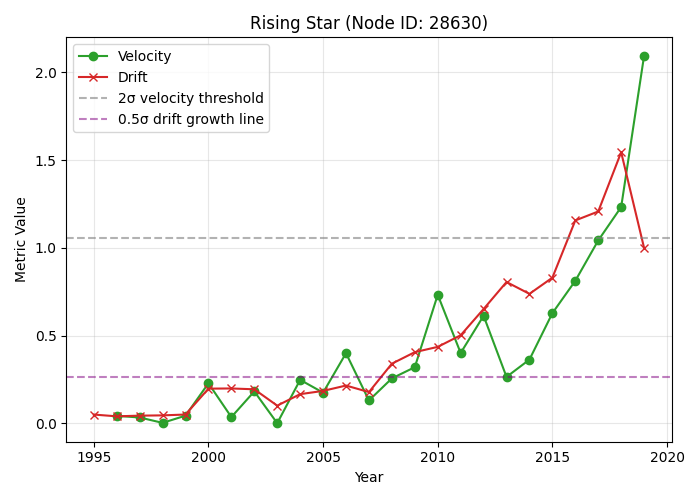 Rising Star (Node ID: 28630)
Velocity
Drift
2σ velocity threshold
0.5σ drift growth line
2.0
1.5
1.0
0.5
0.0
Metric Value
1995
2000
2005
2010
2015
2020
Year